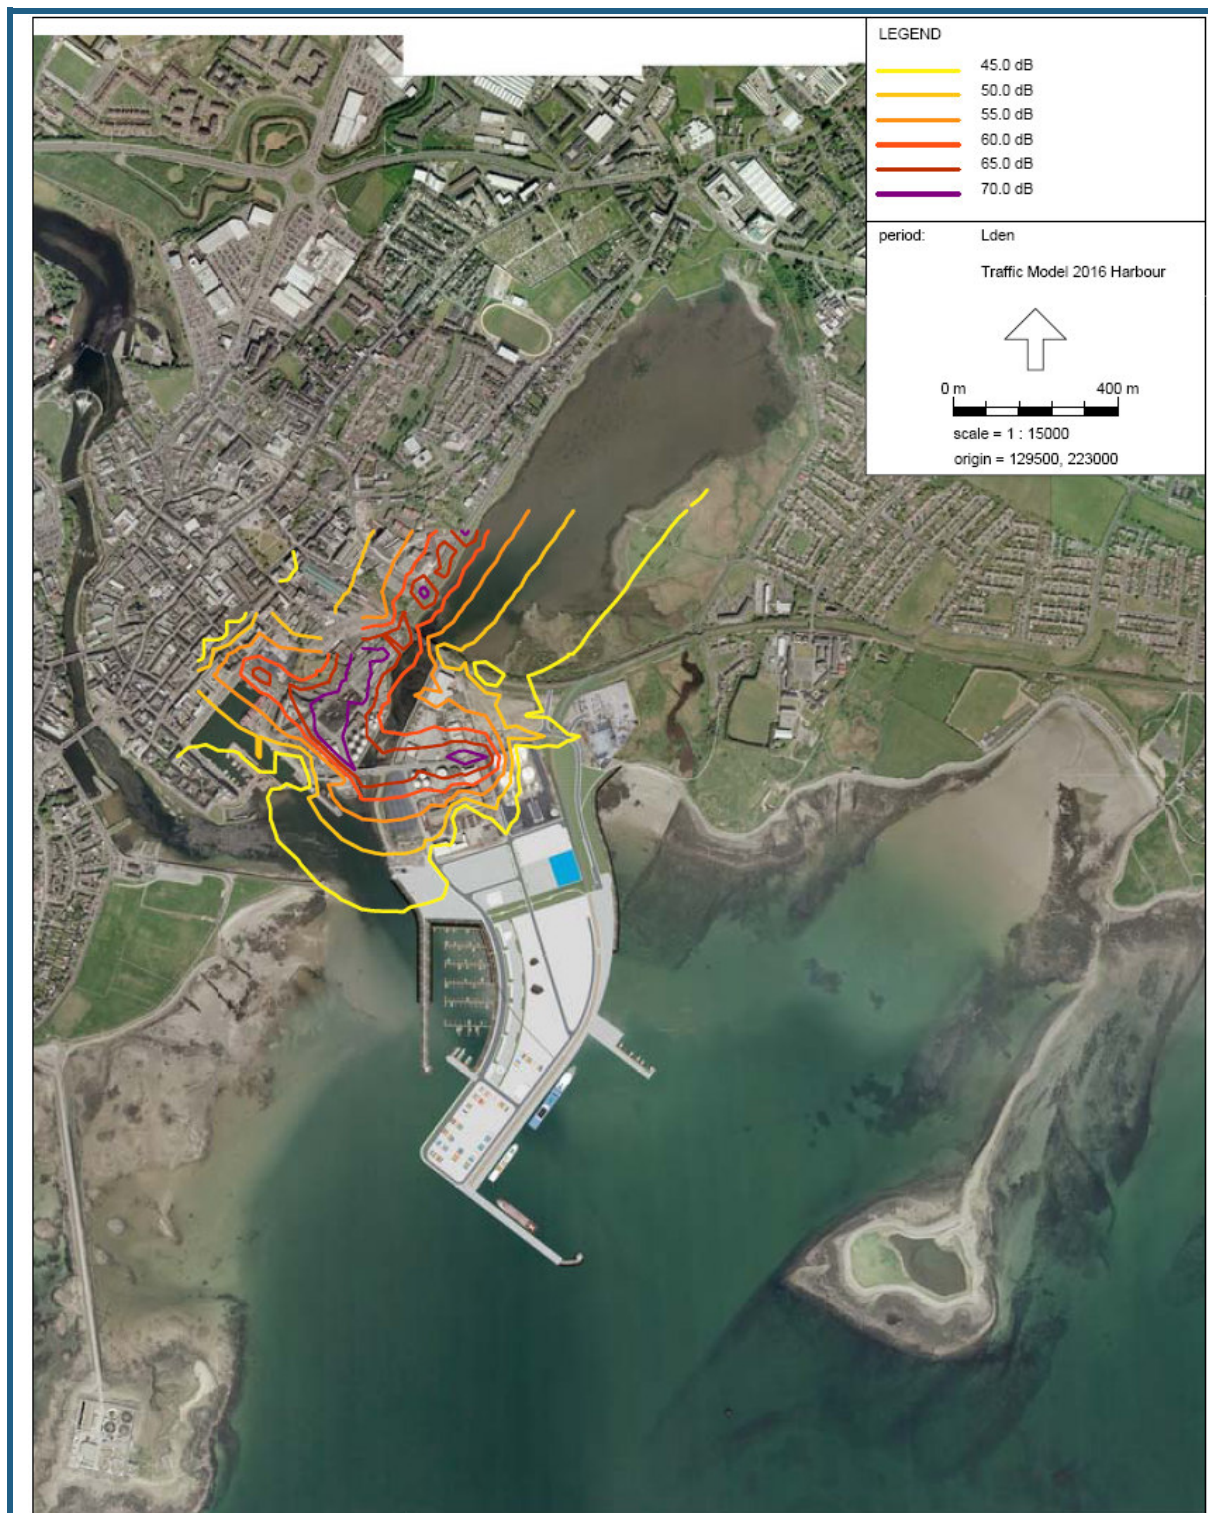 LEGEND
45.0 dB
50.0 dB
55.0 dB
60.0 dB
65.0 dB
70.0 dB
period: Lden
Traffic Model 2016 Harbour
0 m 400 m
scale = 1 : 15000
origin = 129500, 223000